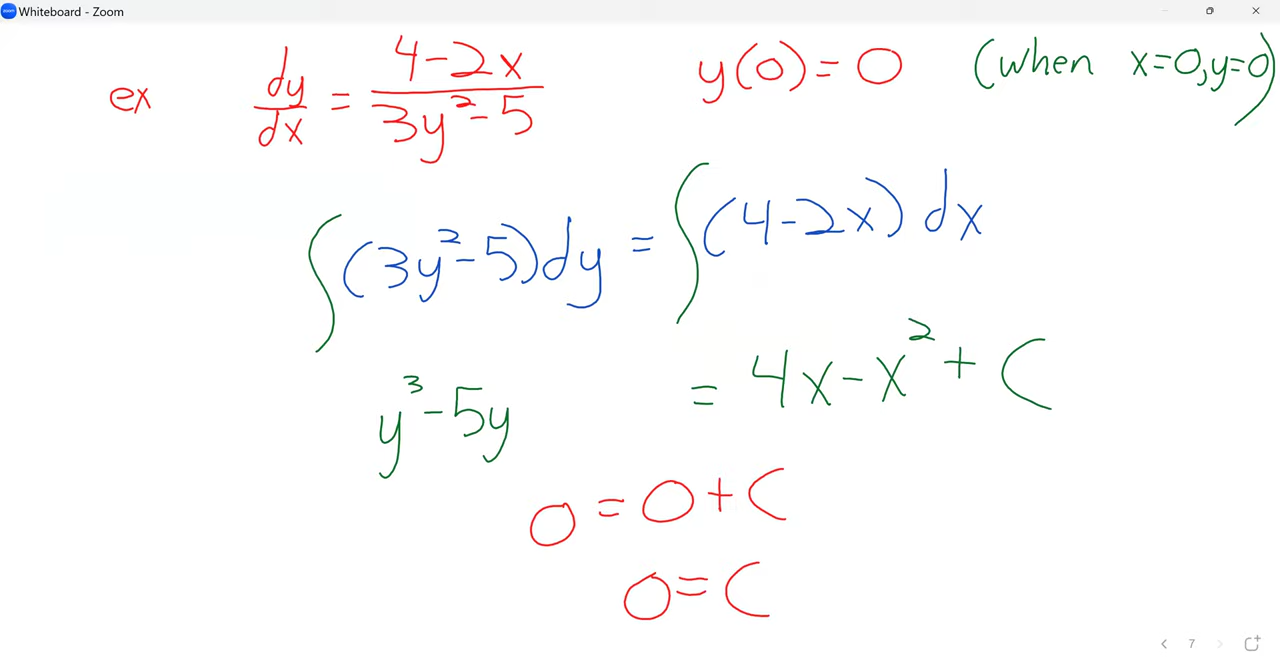 Whiteboard - Zoom
ex dy/dx = (4-2x)/(3y²-5) y(0)=0 (when x=0,y=0)
∫(3y²-5)dy = ∫(4-2x)dx
y³-5y = 4x-x²+C
0=0+C
0=C
7